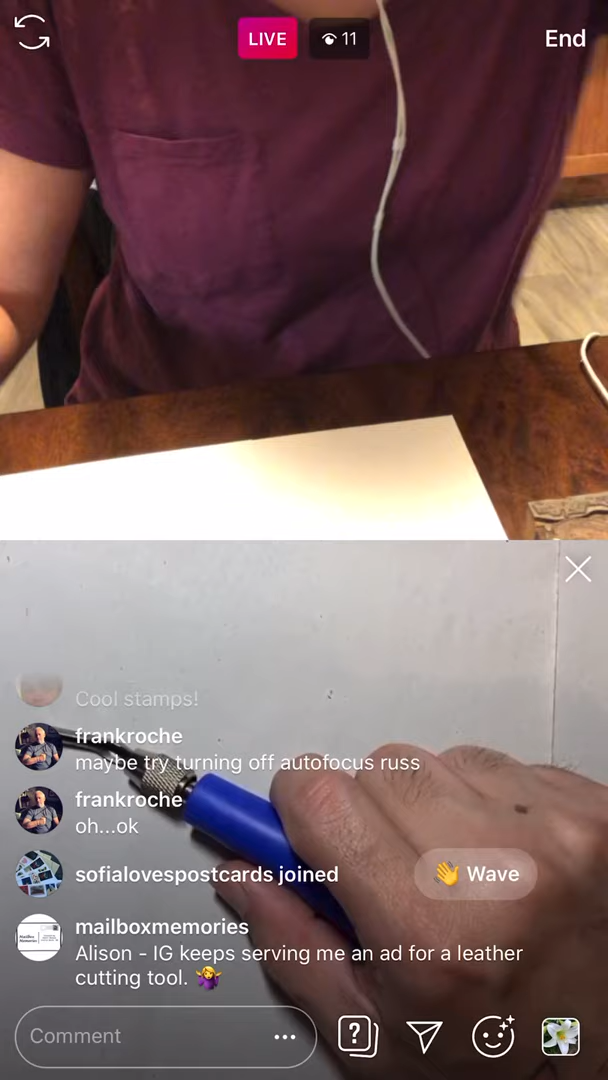 LIVE
11
End
Cool stamps!
frankroche
maybe try turning off autofocus russ
frankroche
oh...ok
sofialovespostcards joined
👋 Wave
mailboxmemories
Alison - IG keeps serving me an ad for a leather
cutting tool. 🤷‍♀️
Comment